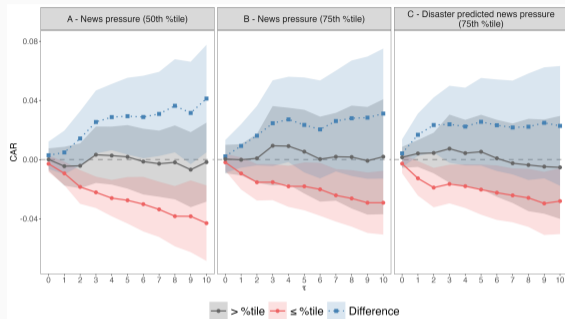 A - News pressure (50th %tile)
B - News pressure (75th %tile)
C - Disaster predicted news pressure
(75th %tile)
CAR
0.08
0.04
0.00
-0.04
0 1 2 3 4 5 6 7 8 9 10
0 1 2 3 4 5 6 7 8 9 10
0 1 2 3 4 5 6 7 8 9 10
τ
> %tile
≤ %tile
Difference